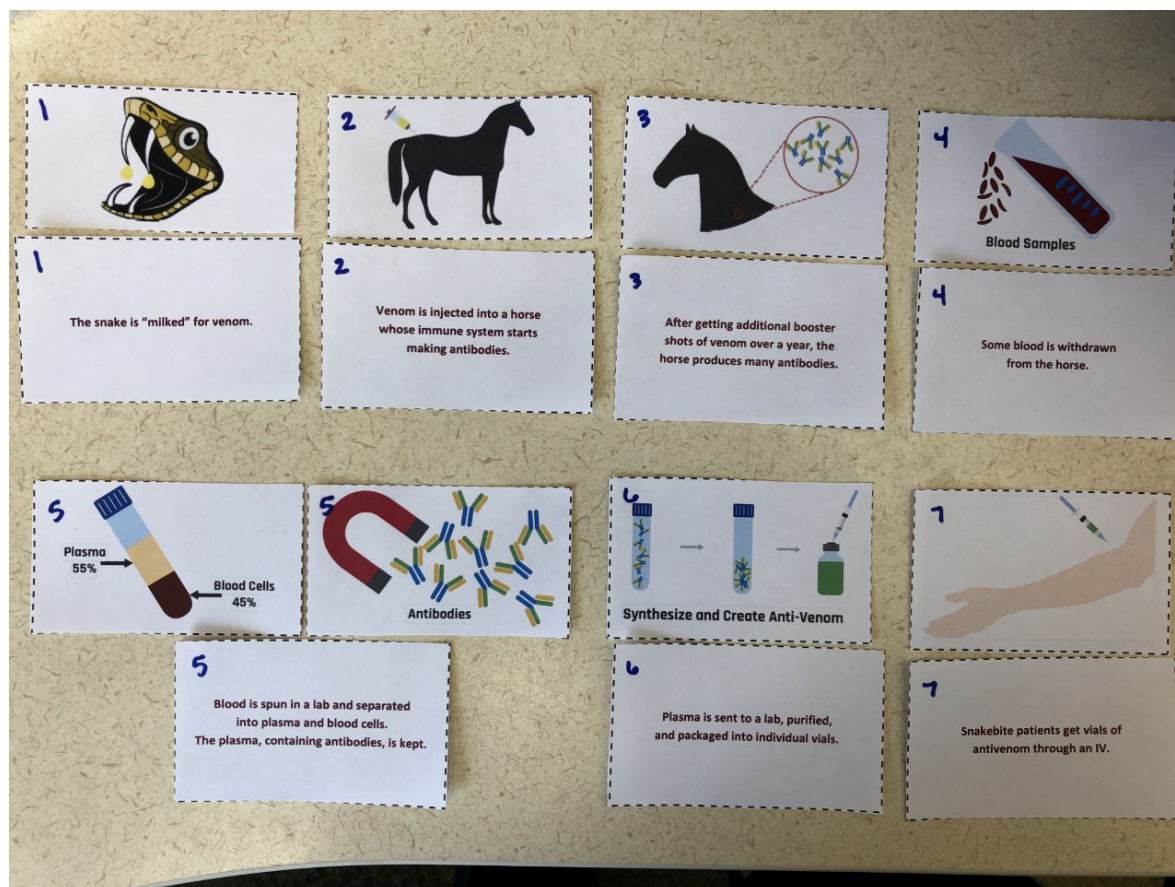 1
2
3
4
Blood Samples
1
The snake is “milked” for venom.
2
Venom is injected into a horse
whose immune system starts
making antibodies.
3
After getting additional booster
shots of venom over a year, the
horse produces many antibodies.
4
Some blood is withdrawn
from the horse.
5
Plasma
55%
Blood Cells
45%
5
Antibodies
6
Synthesize and Create Anti-Venom
7
5
Blood is spun in a lab and separated
into plasma and blood cells.
The plasma, containing antibodies, is kept.
6
Plasma is sent to a lab, purified,
and packaged into individual vials.
7
Snakebite patients get vials of
antivenom through an IV.